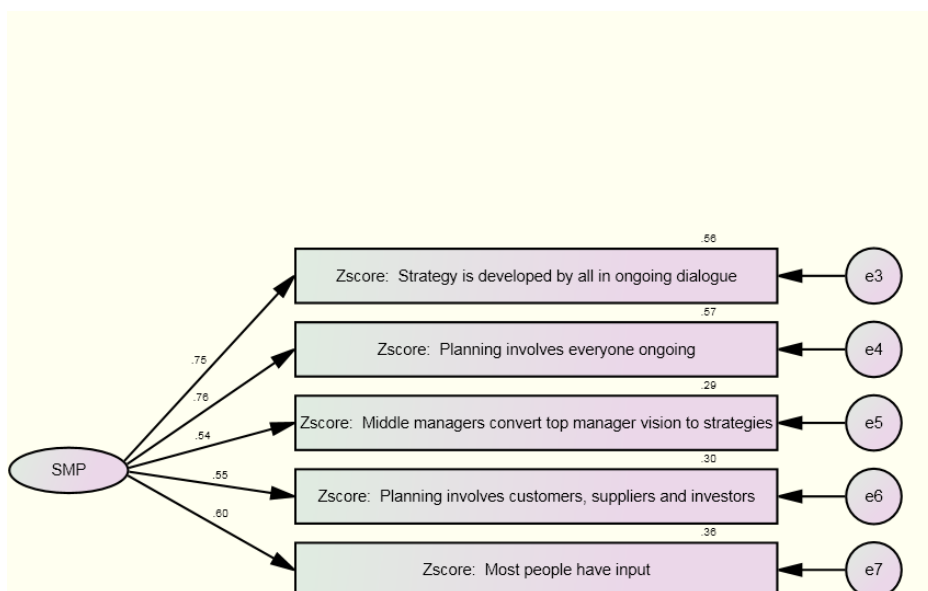 .56
Zscore:  Strategy is developed by all in ongoing dialogue
e3
.57
Zscore:  Planning involves everyone ongoing
e4
.75
.29
.76
Zscore:  Middle managers convert top manager vision to strategies
e5
.54
.30
SMP
.55
Zscore:  Planning involves customers, suppliers and investors
e6
.60
.36
Zscore:  Most people have input
e7